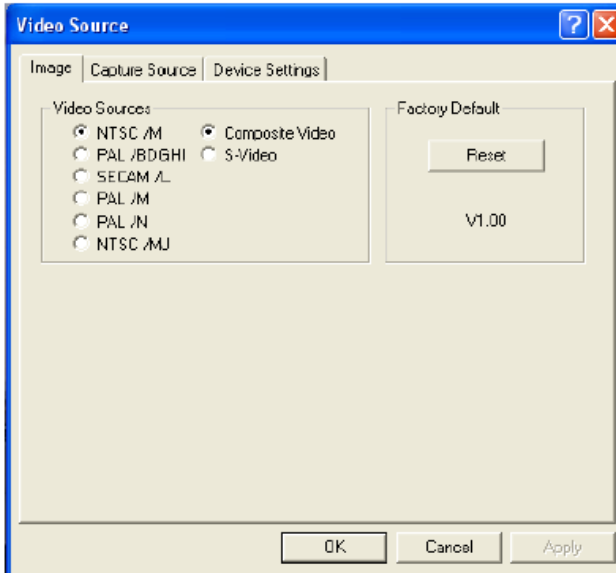 Video Source
Image Capture Source Device Settings
Video Sources
NTSC /M Composite Video
PAL /BDGHI S-Video
SECAM /L
PAL /M
PAL /N
NTSC /MJ
Factory Default
Reset
V1.00
OK Cancel Apply